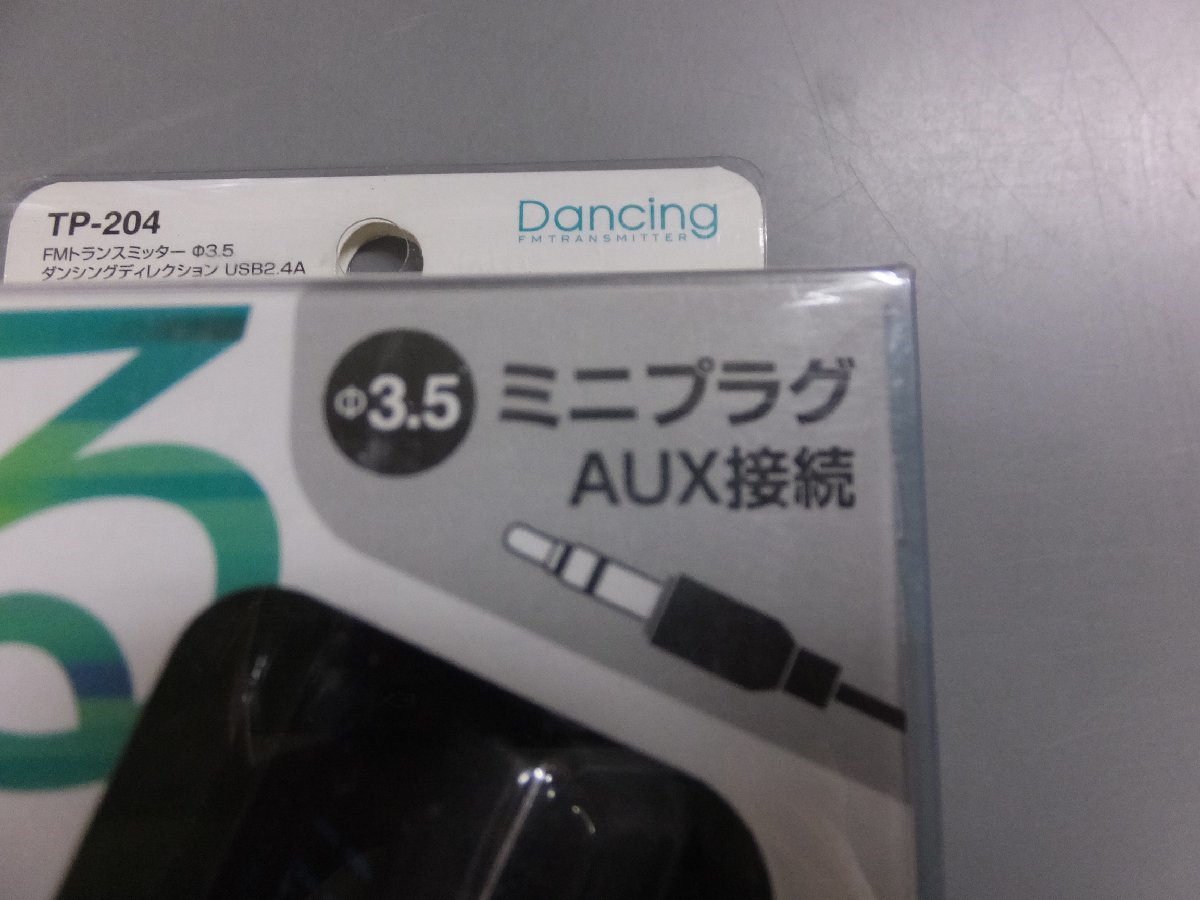 TP-204
FMトランスミッター Φ3.5
ダンシングディレクション USB2.4A
Dancing
FMTRANSMITTER
Φ3.5
ミニプラグ
AUX接続